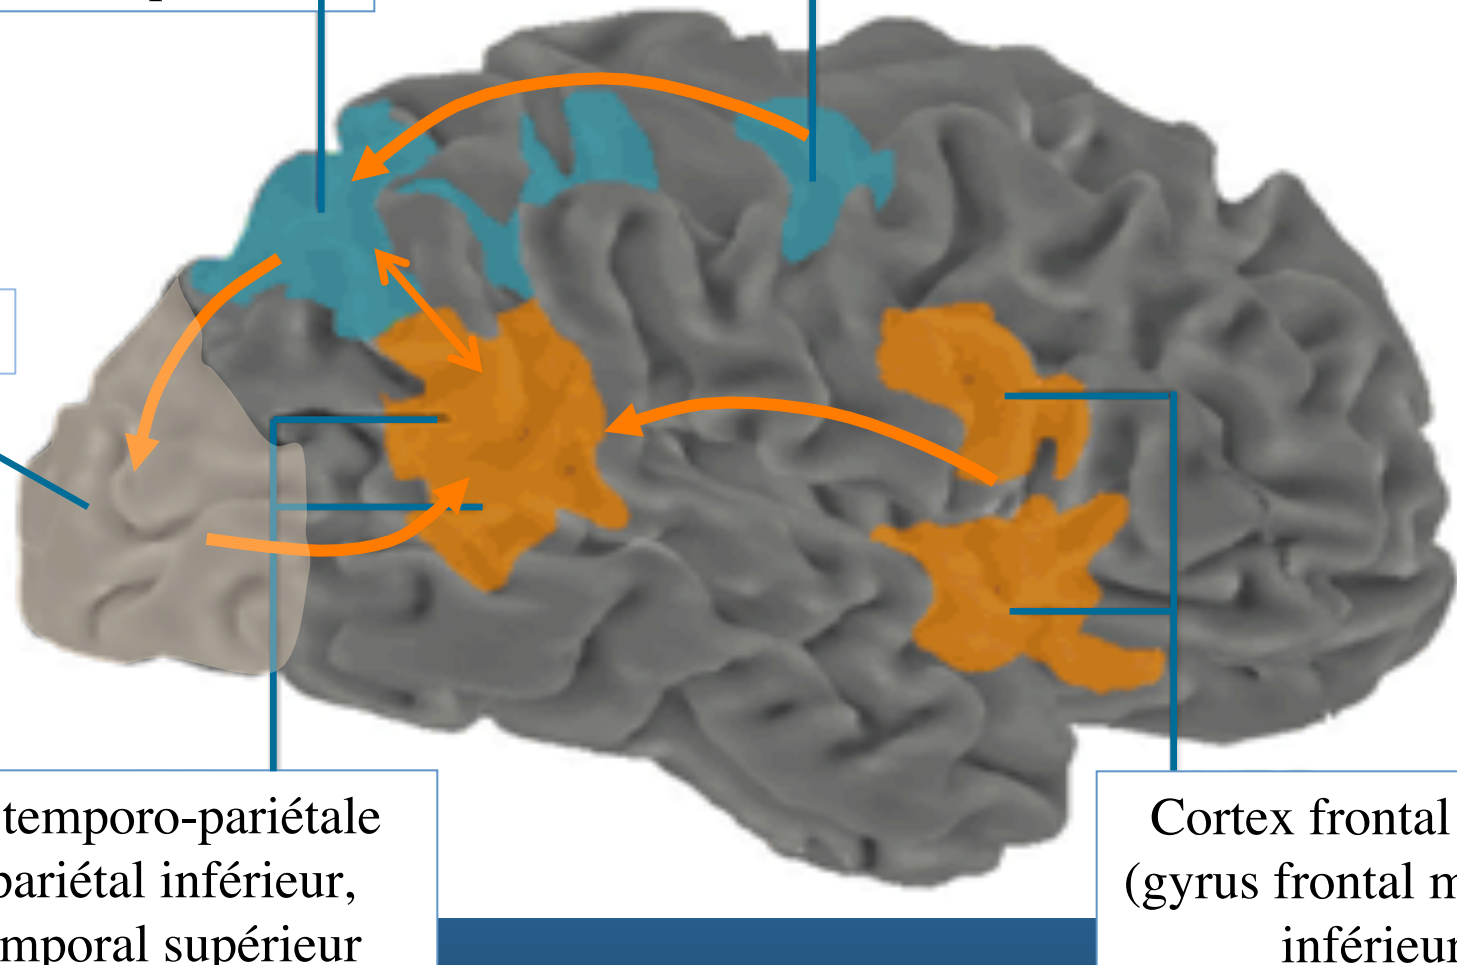 temporo-pariétale
pariétal inférieur,
mporal supérieur
Cortex frontal
(gyrus frontal m
inférieur